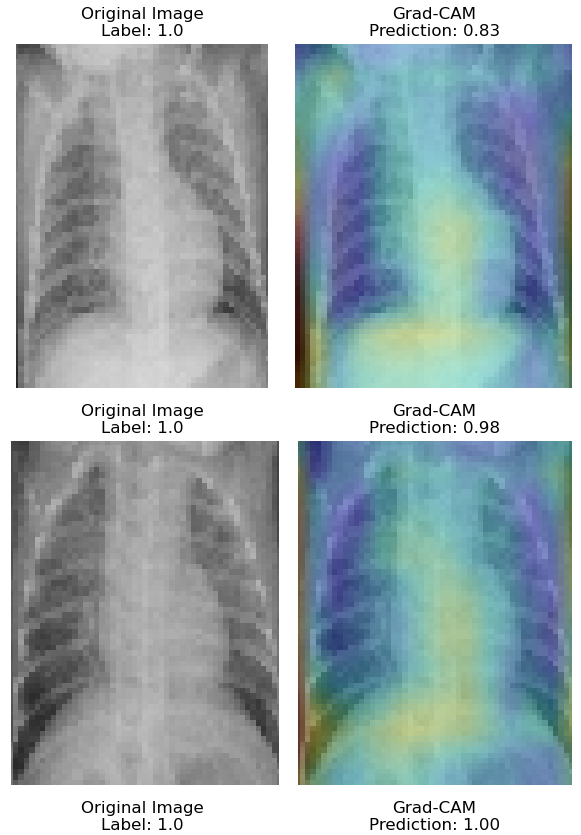 Original Image
Label: 1.0
Grad-CAM
Prediction: 0.83
Original Image
Label: 1.0
Grad-CAM
Prediction: 0.98
Original Image
Label: 1.0
Grad-CAM
Prediction: 1.00